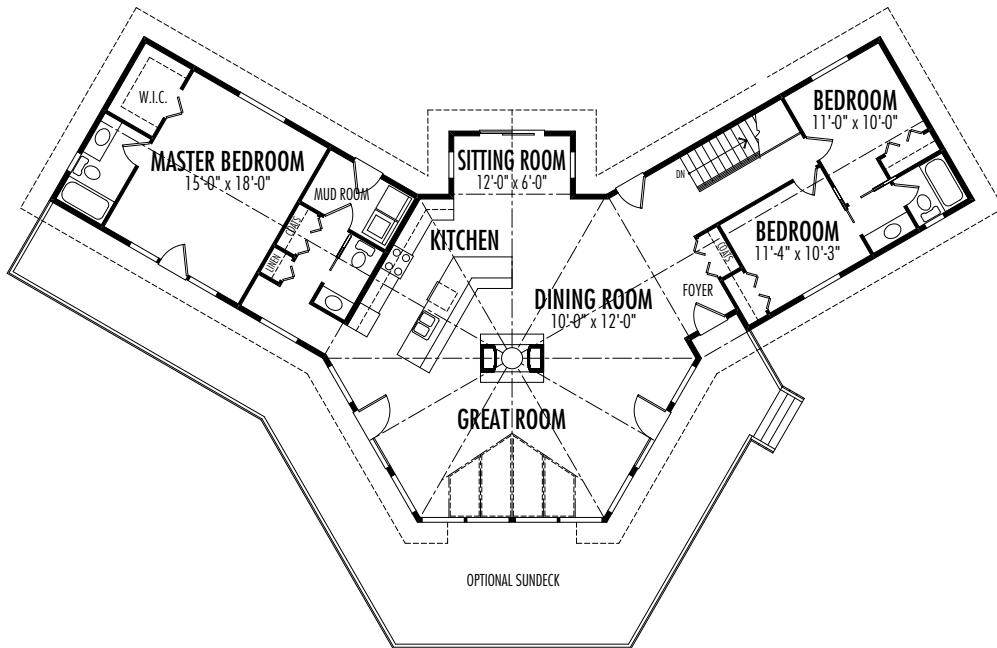 W.I.C.
MASTER BEDROOM
15'-0" x 18'-0"
MUD ROOM
COATS
LINEN
KITCHEN
SITTING ROOM
12'-0" x 6'-0"
DINING ROOM
10'-0" x 12'-0"
GREAT ROOM
DN
BEDROOM
11'-0" x 10'-0"
BEDROOM
11'-4" x 10'-3"
COATS
FOYER
OPTIONAL SUNDECK